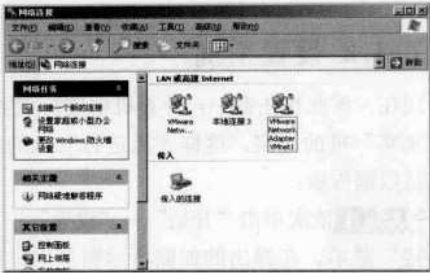 网络连接
文件(F) 编辑(E) 查看(V) 收藏(A) 工具(T) 高级(N) 帮助(H)
搜索 文件夹
地址(D) 网络连接 转到
网络任务
创建一个新的连接
设置家庭或小型办公网络
更改 Windows 防火墙设置
相关主题
网络疑难解答程序
其它位置
控制面板
网上邻居
LAN 或高速 Internet
VMware Netw...
本地连接 3
VMware Network Adapter VMnet1
传入
传入的连接